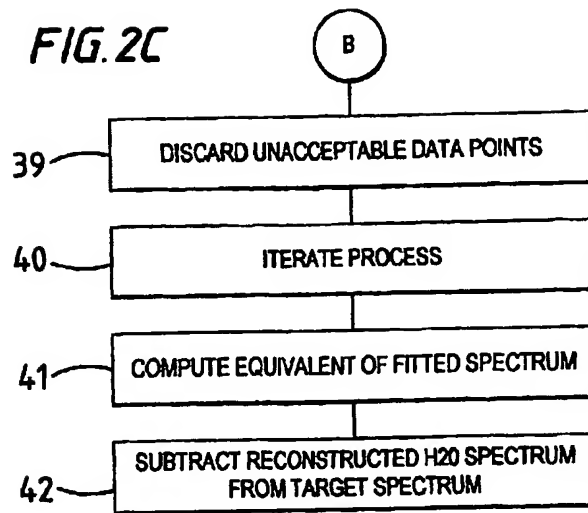 FIG. 2C
B
39
DISCARD UNACCEPTABLE DATA POINTS
40
ITERATE PROCESS
41
COMPUTE EQUIVALENT OF FITTED SPECTRUM
42
SUBTRACT RECONSTRUCTED H20 SPECTRUM
FROM TARGET SPECTRUM